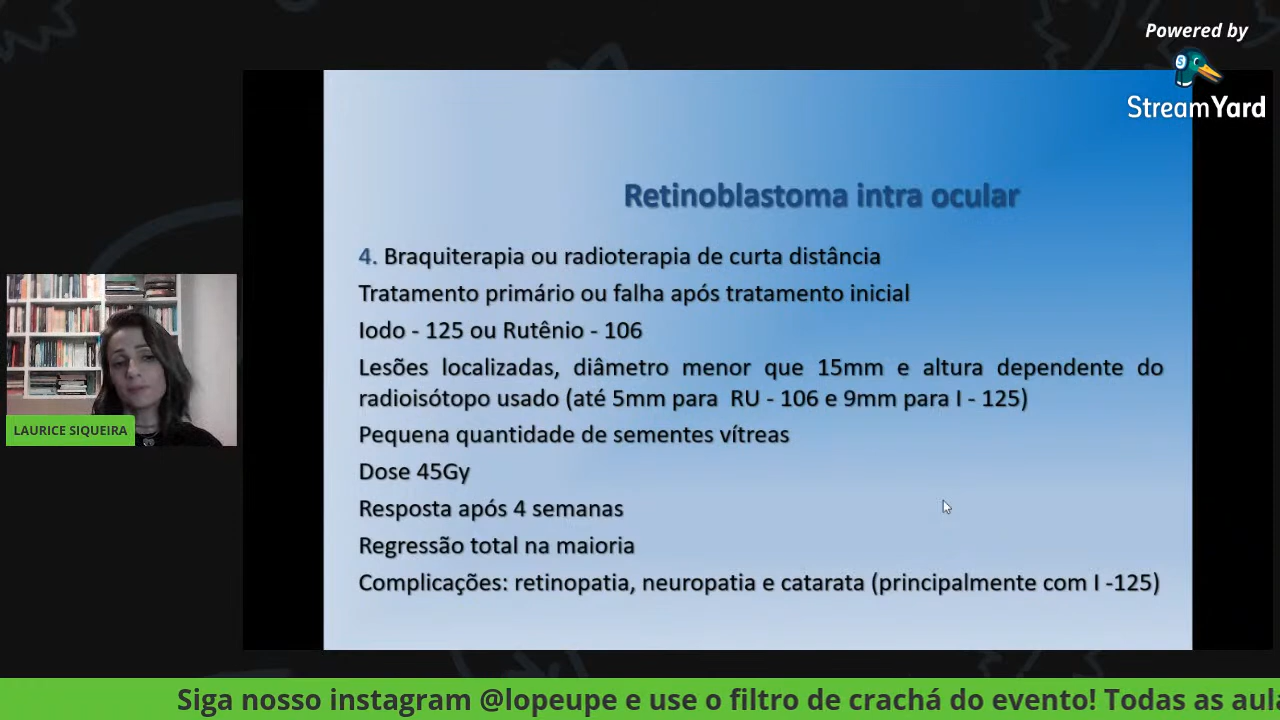 Powered by
StreamYard
Retinoblastoma intra ocular
4. Braquiterapia ou radioterapia de curta distância
Tratamento primário ou falha após tratamento inicial
Iodo - 125 ou Rutênio - 106
Lesões localizadas, diâmetro menor que 15mm e altura dependente do
radioisótopo usado (até 5mm para RU - 106 e 9mm para I - 125)
Pequena quantidade de sementes vítreas
Dose 45Gy
Resposta após 4 semanas
Regressão total na maioria
Complicações: retinopatia, neuropatia e catarata (principalmente com I -125)
LAURICE SIQUEIRA
Siga nosso instagram @lopeupe e use o filtro de crachá do evento! Todas as aula